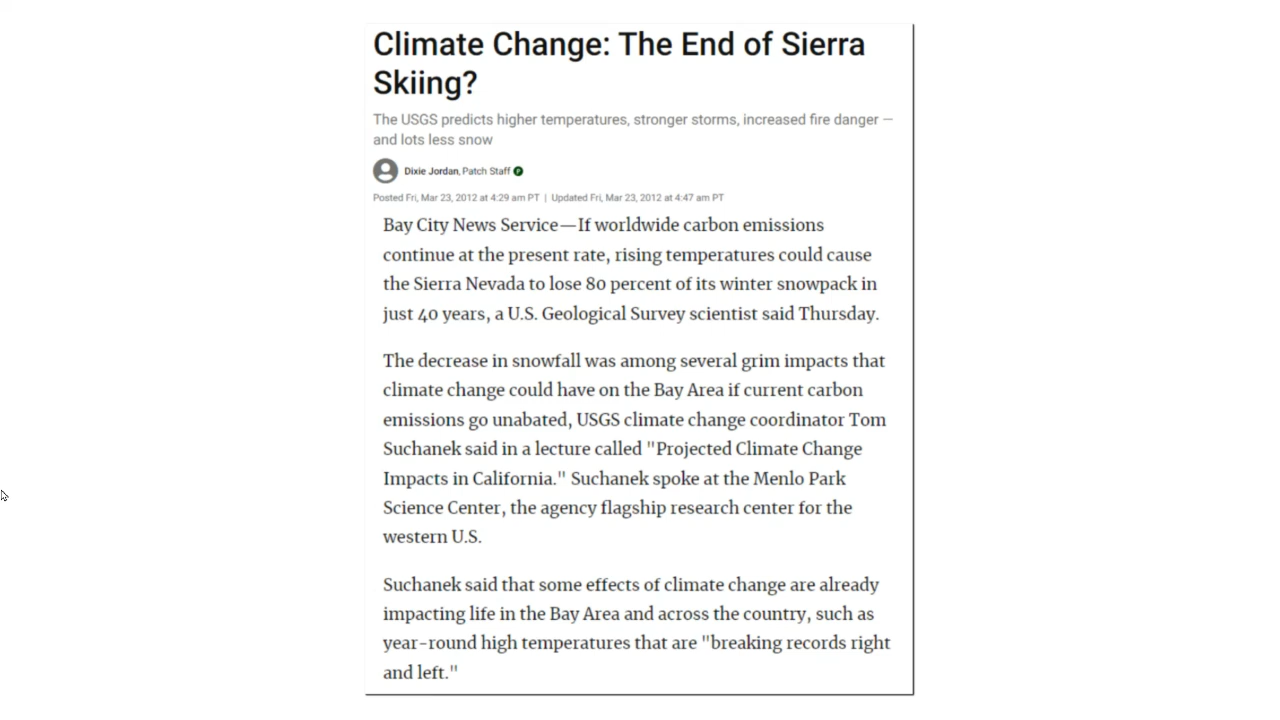 Climate Change: The End of Sierra
Skiing?
The USGS predicts higher temperatures, stronger storms, increased fire danger —
and lots less snow
Dixie Jordan, Patch Staff
Posted Fri, Mar 23, 2012 at 4:29 am PT | Updated Fri, Mar 23, 2012 at 4:47 am PT
Bay City News Service—If worldwide carbon emissions
continue at the present rate, rising temperatures could cause
the Sierra Nevada to lose 80 percent of its winter snowpack in
just 40 years, a U.S. Geological Survey scientist said Thursday.
The decrease in snowfall was among several grim impacts that
climate change could have on the Bay Area if current carbon
emissions go unabated, USGS climate change coordinator Tom
Suchanek said in a lecture called "Projected Climate Change
Impacts in California." Suchanek spoke at the Menlo Park
Science Center, the agency flagship research center for the
western U.S.
Suchanek said that some effects of climate change are already
impacting life in the Bay Area and across the country, such as
year-round high temperatures that are "breaking records right
and left."